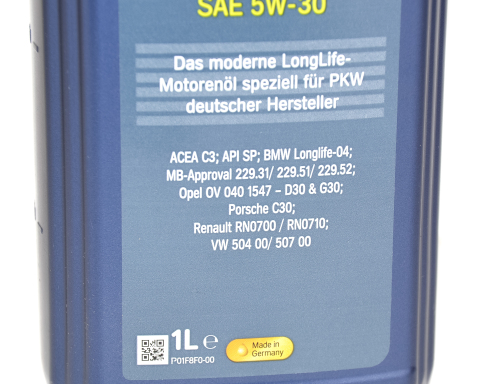 SAE 5W-30
Das moderne LongLife-
Motorenöl speziell für PKW
deutscher Hersteller
ACEA C3; API SP; BMW Longlife-04;
MB-Approval 229.31/ 229.51/ 229.52;
Opel OV 040 1547 – D30 & G30;
Porsche C30;
Renault RN0700 / RN0710;
VW 504 00/ 507 00
1L ℮
P01F8F0-00
Made in
Germany